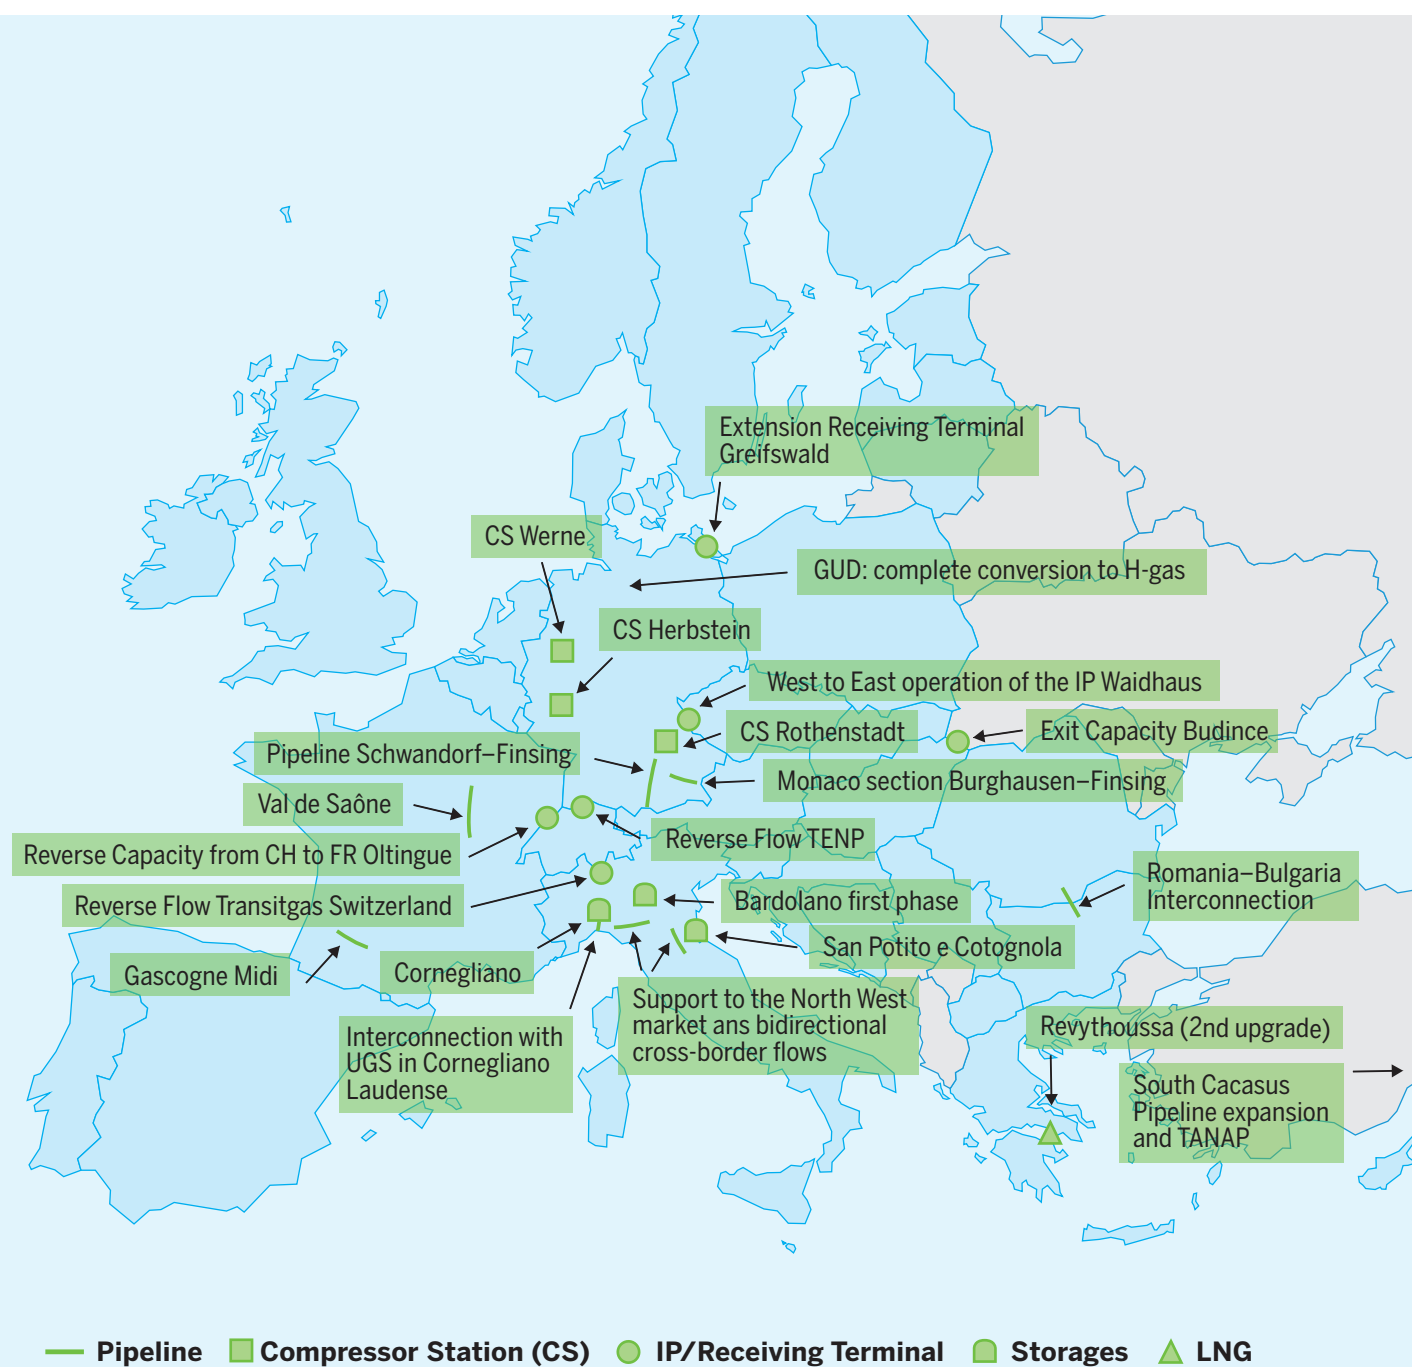 Extension Receiving Terminal
Greifswald
CS Werne
GUD: complete conversion to H-gas
CS Herbstein
West to East operation of the IP Waidhaus
CS Rothenstadt
Exit Capacity Budince
Pipeline Schwandorf–Finsing
Monaco section Burghausen–Finsing
Val de Saône
Reverse Flow TENP
Reverse Capacity from CH to FR Oltingue
Romania–Bulgaria
Interconnection
Reverse Flow Transitgas Switzerland
Bardolano first phase
San Potito e Cotognola
Gascogne Midi
Cornegliano
Support to the North West
market ans bidirectional
cross-border flows
Interconnection with
UGS in Cornegliano
Laudense
Revythoussa (2nd upgrade)
South Cacasus
Pipeline expansion
and TANAP
Pipeline
Compressor Station (CS)
IP/Receiving Terminal
Storages
LNG